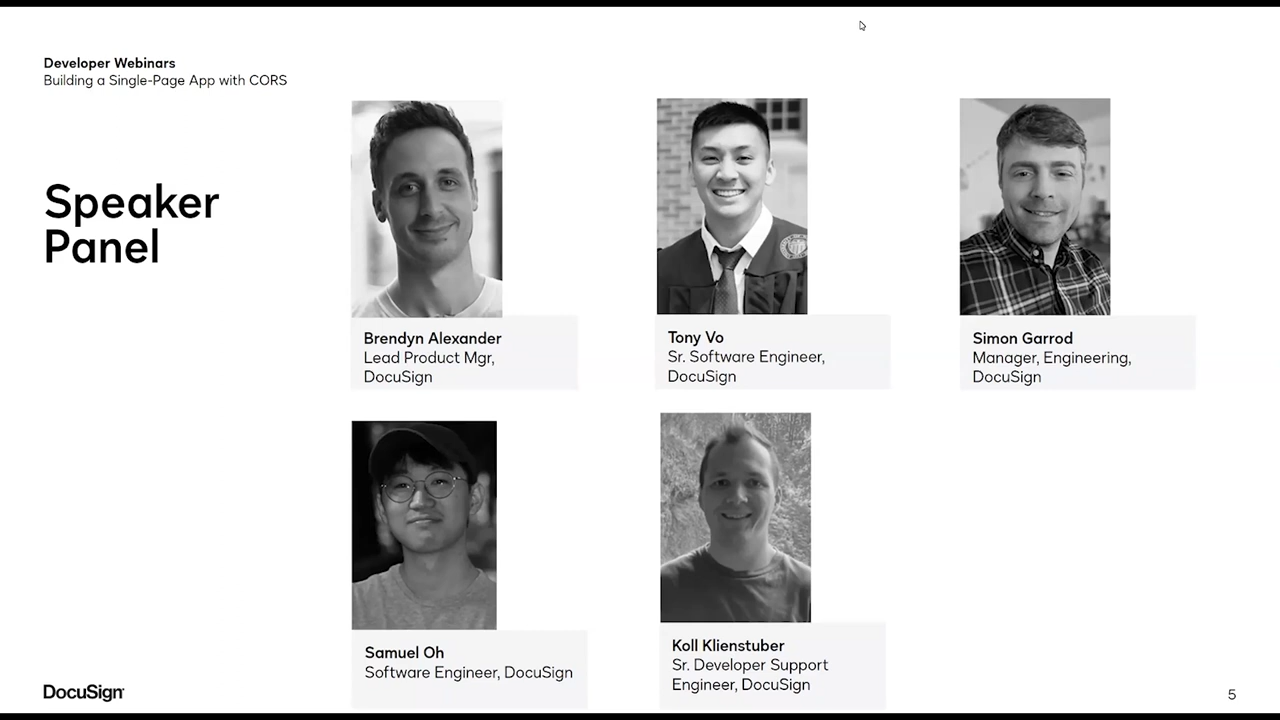 Developer Webinars
Building a Single-Page App with CORS
Speaker
Panel
Brendyn Alexander
Lead Product Mgr,
DocuSign
Tony Vo
Sr. Software Engineer,
DocuSign
Simon Garrod
Manager, Engineering,
DocuSign
Samuel Oh
Software Engineer, DocuSign
Koll Klienstuber
Sr. Developer Support
Engineer, DocuSign
DocuSign
5